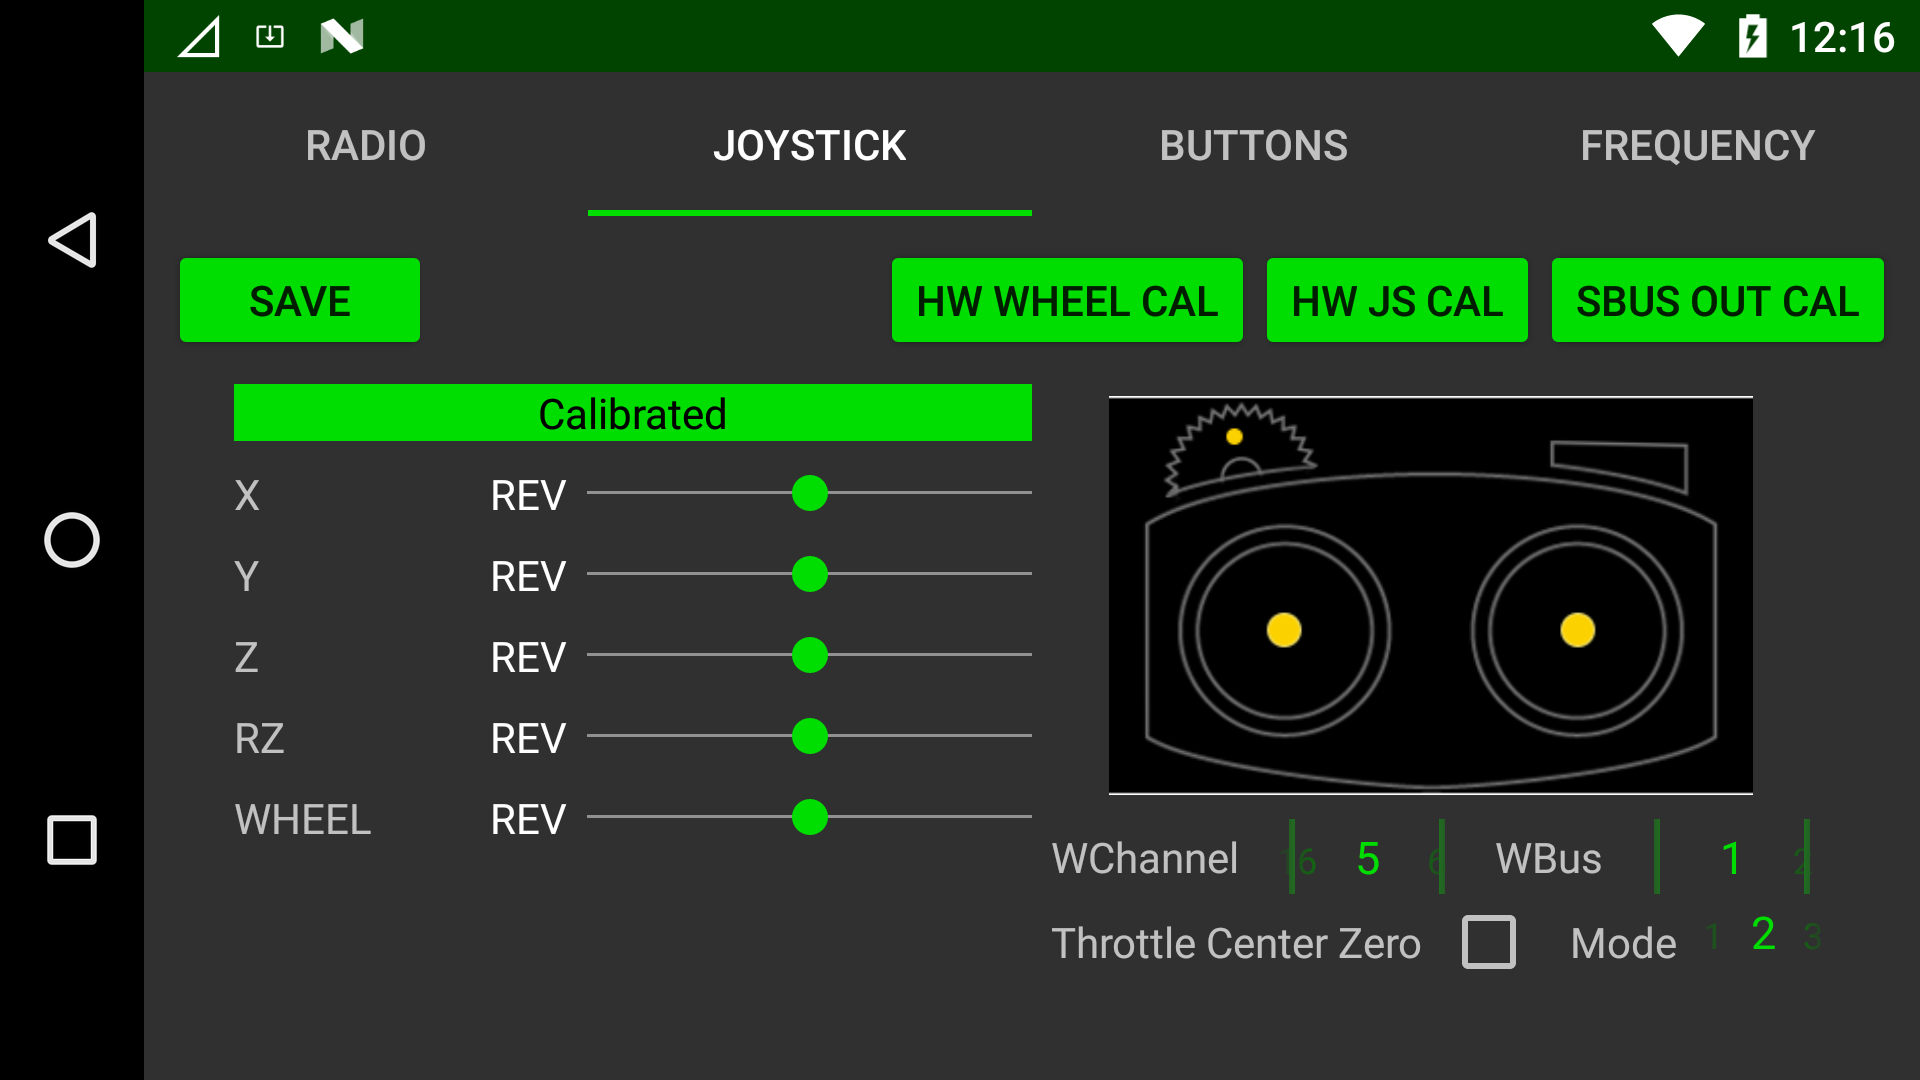 12:16
RADIO JOYSTICK BUTTONS FREQUENCY
SAVE HW WHEEL CAL HW JS CAL SBUS OUT CAL
Calibrated
X REV
Y REV
Z REV
RZ REV
WHEEL REV
WChannel 16 5 6 WBus 1 2
Throttle Center Zero Mode 1 2 3